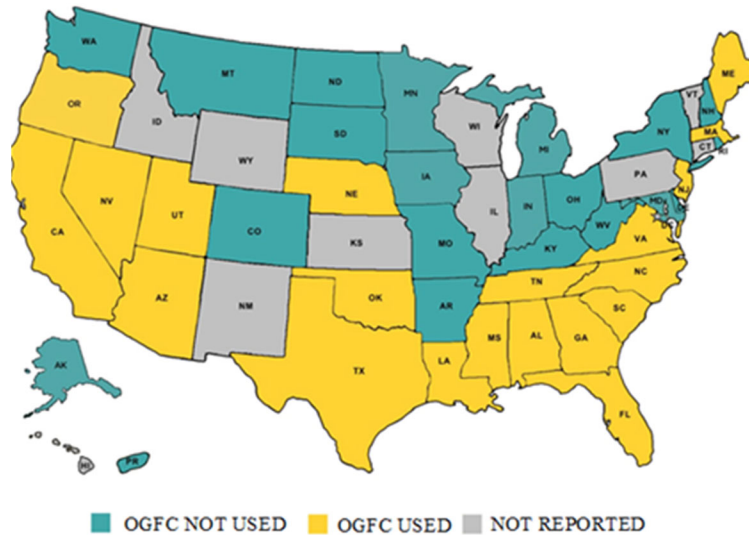 WA
MT
ND
MN
ME
VT
NH
OR
ID
SD
WI
NY
MA
CT
RI
WY
MI
IA
PA
NJ
NE
NV
UT
CO
IL
IN
OH
MD
DE
WV
VA
CA
KS
MO
KY
AZ
NM
OK
AR
TN
NC
SC
MS
AL
GA
TX
LA
AK
FL
HI
PR
OGFC NOT USED OGFC USED NOT REPORTED